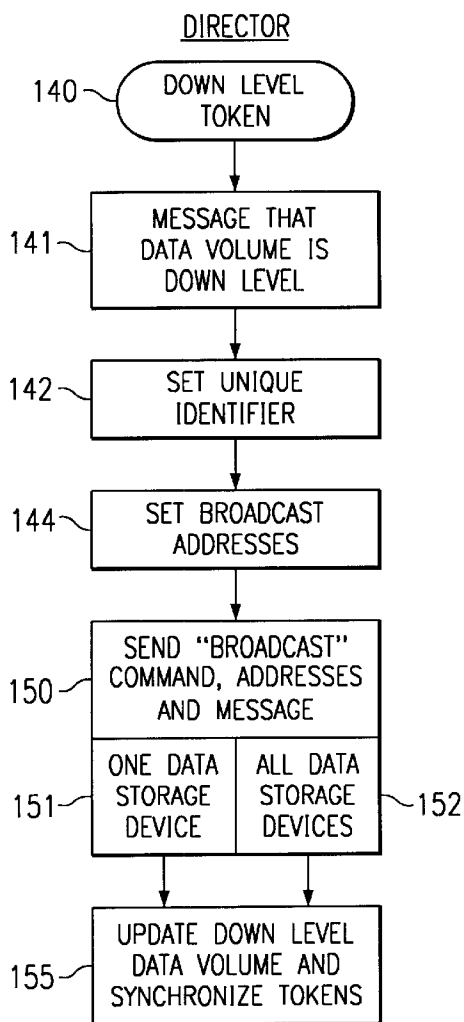 DIRECTOR
140
DOWN LEVEL
TOKEN
141
MESSAGE THAT
DATA VOLUME IS
DOWN LEVEL
142
SET UNIQUE
IDENTIFIER
144
SET BROADCAST
ADDRESSES
150
SEND "BROADCAST"
COMMAND, ADDRESSES
AND MESSAGE
151
ONE DATA
STORAGE
DEVICE
ALL DATA
STORAGE
DEVICES
152
155
UPDATE DOWN LEVEL
DATA VOLUME AND
SYNCHRONIZE TOKENS